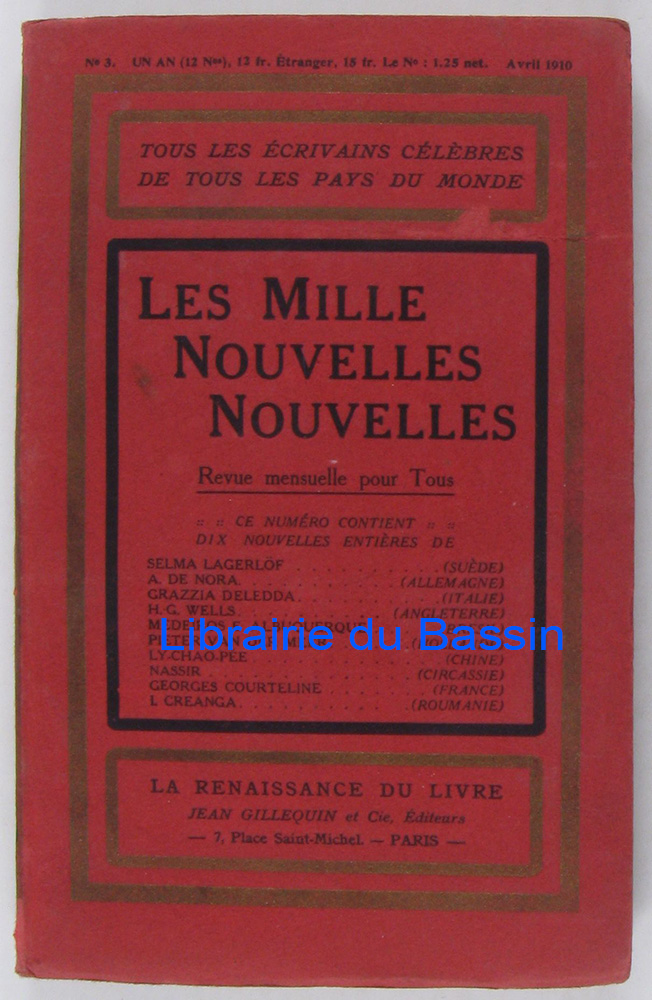 No 3. UN AN (12 Nos), 12 fr. Étranger, 15 fr. Le No : 1.25 net. Avril 1910
TOUS LES ÉCRIVAINS CÉLÈBRES
DE TOUS LES PAYS DU MONDE
LES MILLE
NOUVELLES
NOUVELLES
Revue mensuelle pour Tous
:: :: CE NUMÉRO CONTIENT :: ::
DIX NOUVELLES ENTIÈRES DE
SELMA LAGERLÖF . . . . . . . . . . (SUÈDE)
A. DE NORA. . . . . . . . . . (ALLEMAGNE)
GRAZZIA DELEDDA. . . . . . . . . . (ITALIE)
H.-G. WELLS. . . . . . . . . . (ANGLETERRE)
MEDEIROS E ALBUQUERQUE
Librairie du Bassin
LY-CHAO-PEE . . . . . . . . . . (CHINE)
NASSIR . . . . . . . . . . (CIRCASSIE)
GEORGES COURTELINE . . . . . . . . (FRANCE)
I. CREANGA. . . . . . . . . . (ROUMANIE)
LA RENAISSANCE DU LIVRE
JEAN GILLEQUIN et Cie, Éditeurs
— 7, Place Saint-Michel. — PARIS —